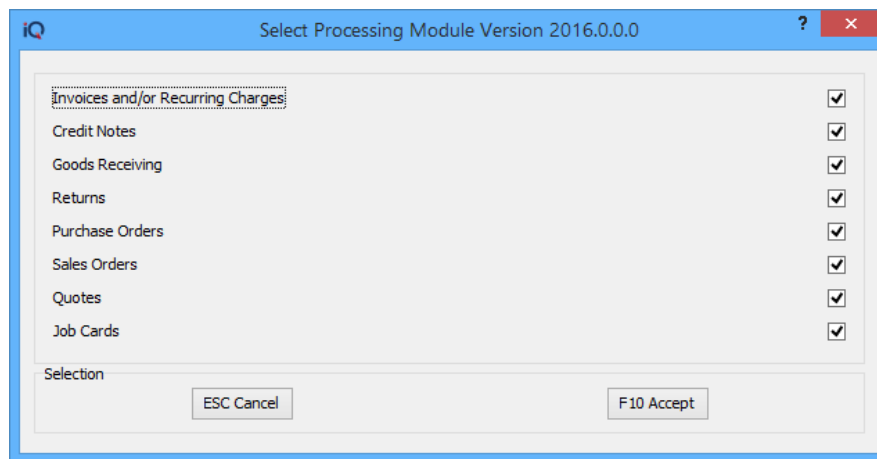 iQ
Select Processing Module Version 2016.0.0.0
?
Invoices and/or Recurring Charges
Credit Notes
Goods Receiving
Returns
Purchase Orders
Sales Orders
Quotes
Job Cards
Selection
ESC Cancel
F10 Accept